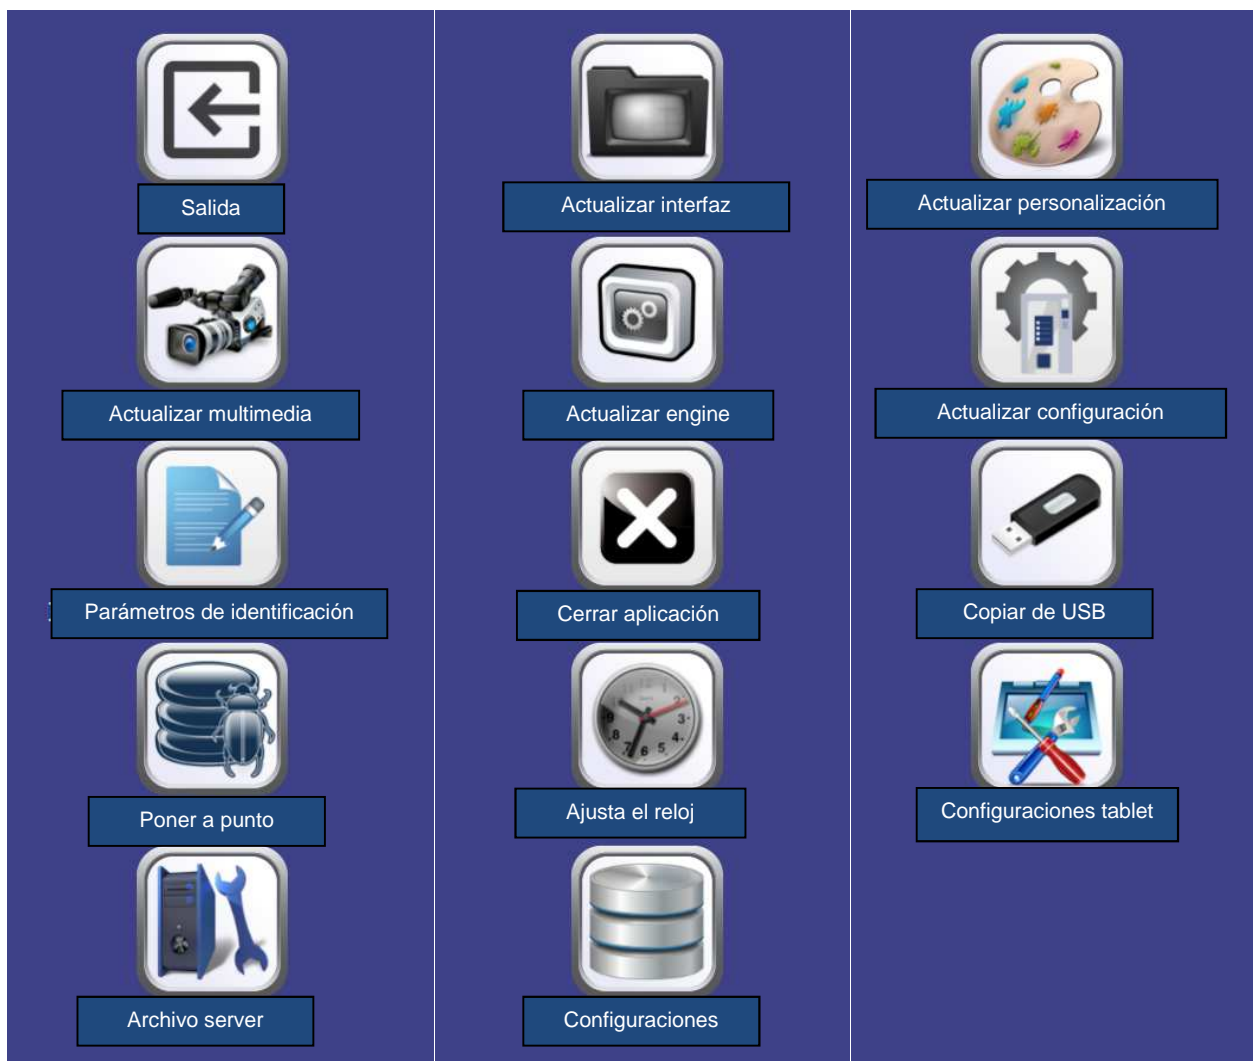 Salida
Actualizar interfaz
Actualizar personalización
Actualizar multimedia
Actualizar engine
Actualizar configuración
Parámetros de identificación
Cerrar aplicación
Copiar de USB
Poner a punto
Ajusta el reloj
Configuraciones tablet
Archivo server
Configuraciones